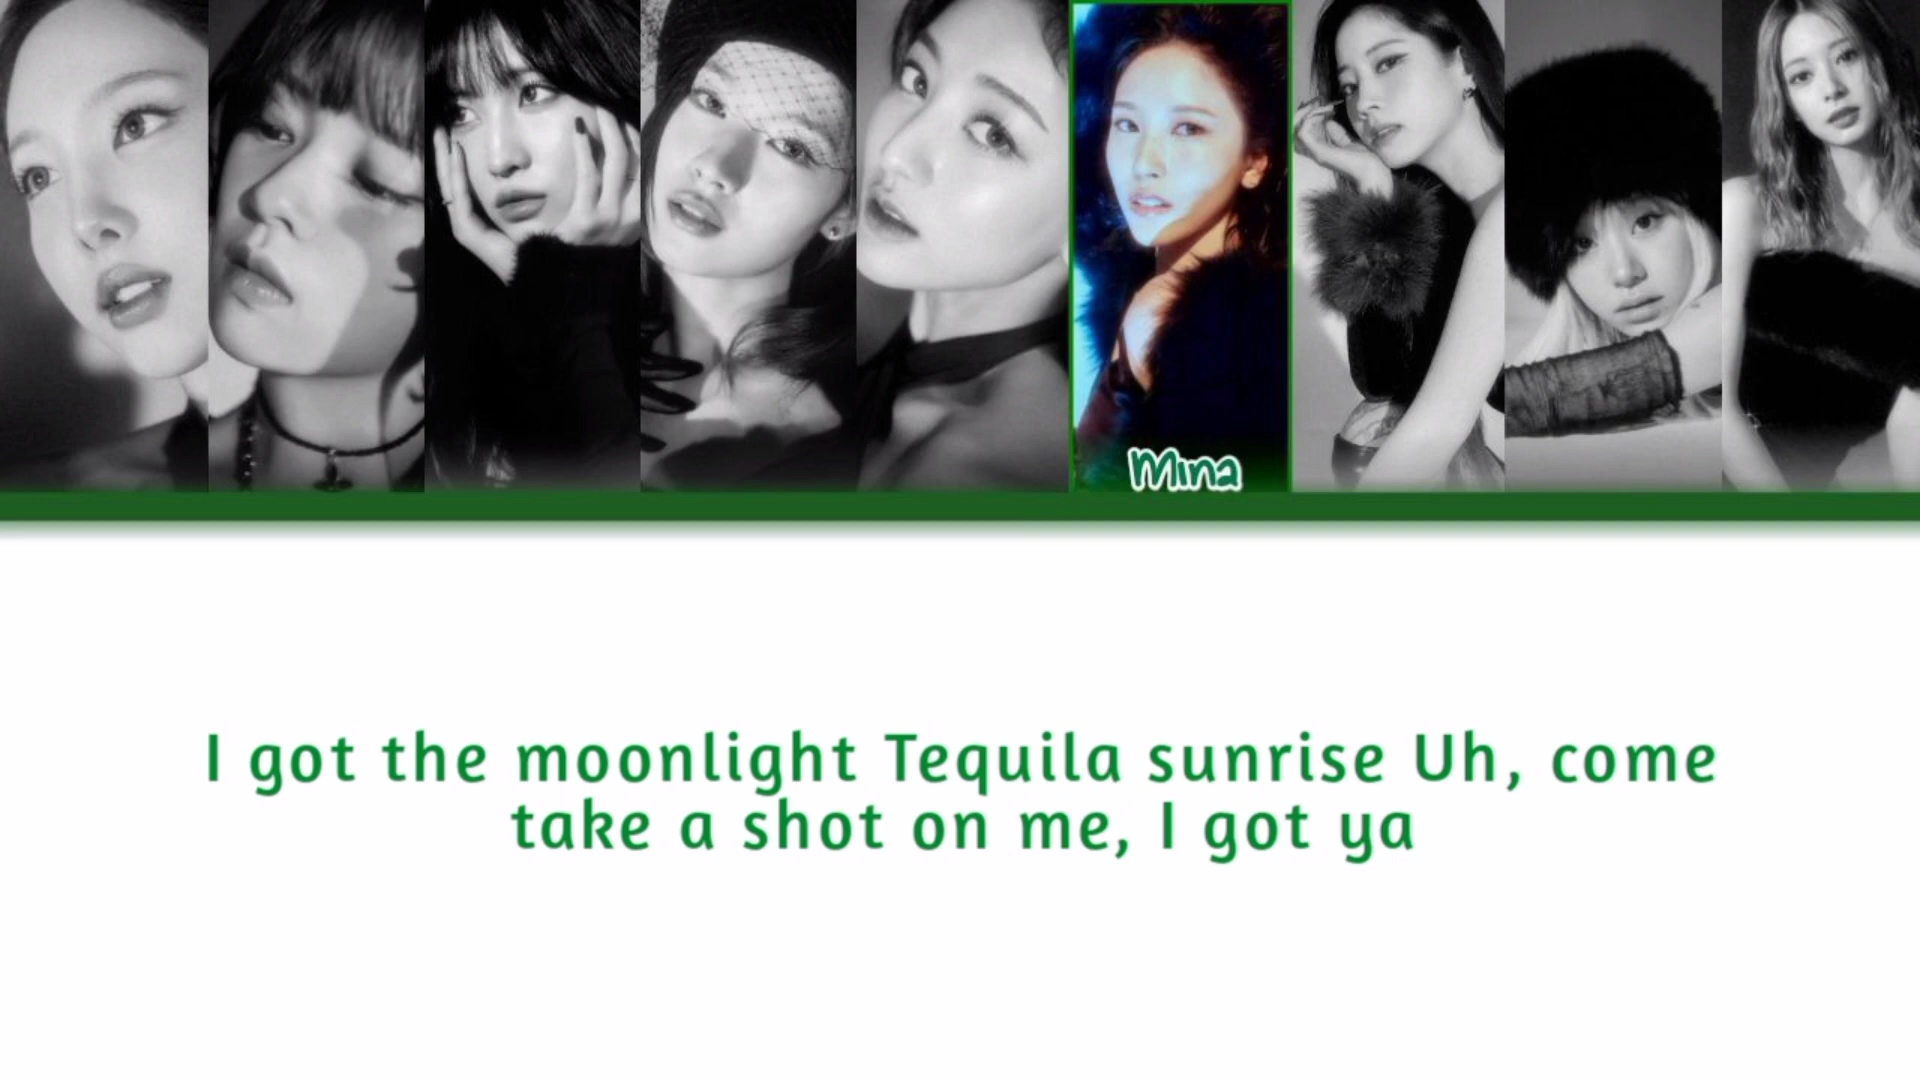 Mina
I got the moonlight Tequila sunrise Uh, come
take a shot on me, I got ya